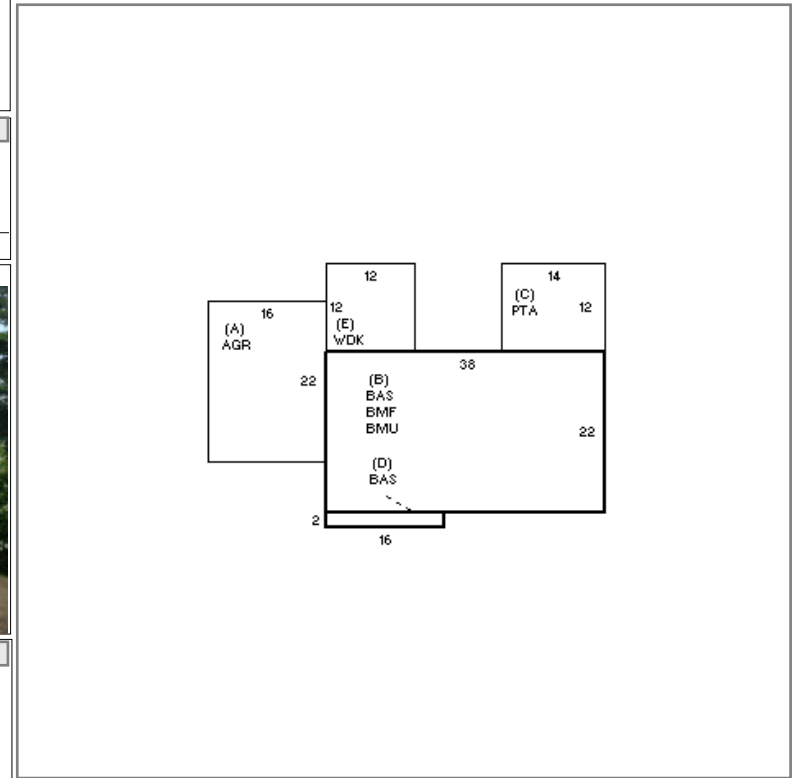 12
14
12
(E)
WDK
(C)
PTA
12
16
(A)
AGR
22
38
(B)
BAS
BMF
BMU
22
(D)
BAS
2
16